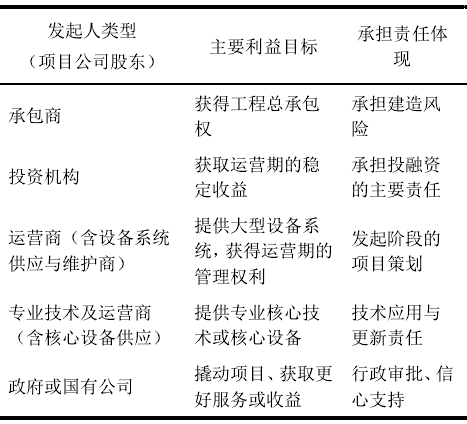 发起人类型
（项目公司股东）
主要利益目标
承担责任体
现
承包商
获得工程总承包
权
承担建造风
险
投资机构
获取运营期的稳
定收益
承担投融资
的主要责任
运营商（含设备系统
供应与维护商）
提供大型设备系
统，获得运营期的
管理权利
发起阶段的
项目策划
专业技术及运营商
（含核心设备供应）
提供专业核心技
术或核心设备
技术应用与
更新责任
政府或国有公司
撬动项目、获取更
好服务或收益
行政审批、信
心支持